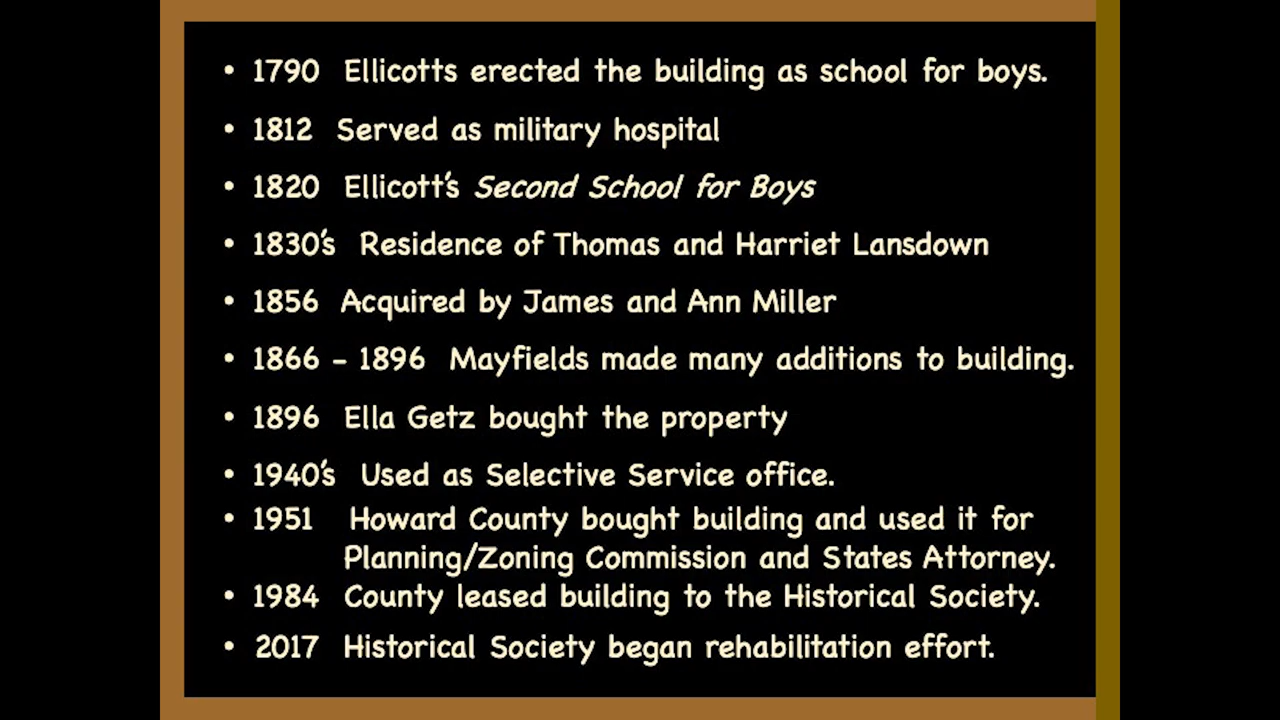 • 1790 Ellicotts erected the building as school for boys.
• 1812 Served as military hospital
• 1820 Ellicott's Second School for Boys
• 1830's Residence of Thomas and Harriet Lansdown
• 1856 Acquired by James and Ann Miller
• 1866 – 1896 Mayfields made many additions to building.
• 1896 Ella Getz bought the property
• 1940's Used as Selective Service office.
• 1951 Howard County bought building and used it for
Planning/Zoning Commission and States Attorney.
• 1984 County leased building to the Historical Society.
• 2017 Historical Society began rehabilitation effort.